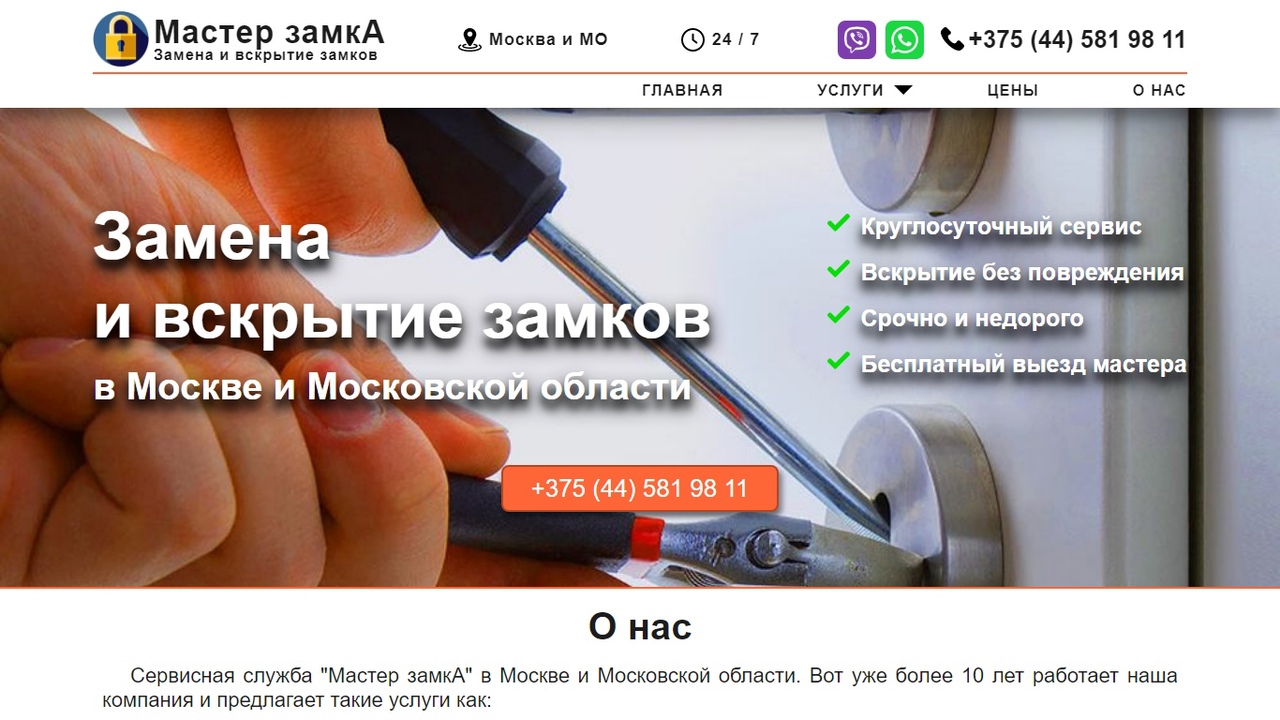 Мастер замкА
Замена и вскрытие замков
Москва и МО
24 / 7
+375 (44) 581 98 11
ГЛАВНАЯ
УСЛУГИ
ЦЕНЫ
О НАС
Замена
и вскрытие замков
в Москве и Московской области
Круглосуточный сервис
Вскрытие без повреждения
Срочно и недорого
Бесплатный выезд мастера
+375 (44) 581 98 11
О нас
Сервисная служба "Мастер замкА" в Москве и Московской области. Вот уже более 10 лет работает наша
компания и предлагает такие услуги как: